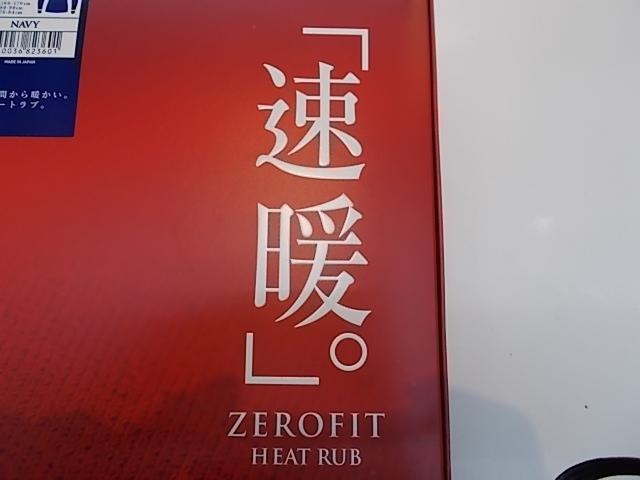 NAVY
MADE IN JAPAN
間から暖かい。
ートラブ。
「速暖。」
ZEROFIT
HEAT RUB